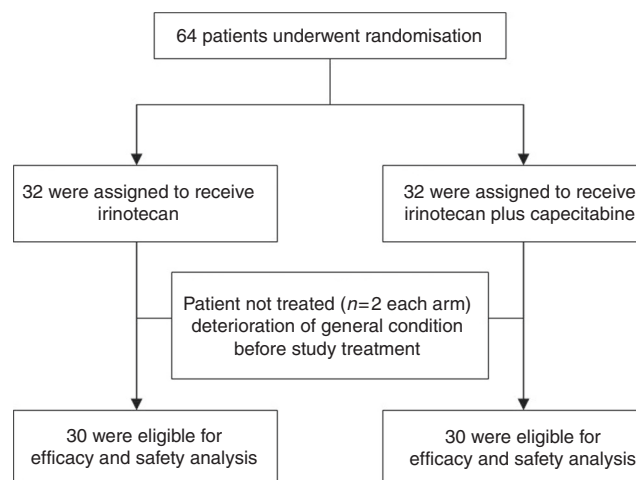 64 patients underwent randomisation
32 were assigned to receive
irinotecan
32 were assigned to receive
irinotecan plus capecitabine
Patient not treated (n=2 each arm)
deterioration of general condition
before study treatment
30 were eligible for
efficacy and safety analysis
30 were eligible for
efficacy and safety analysis